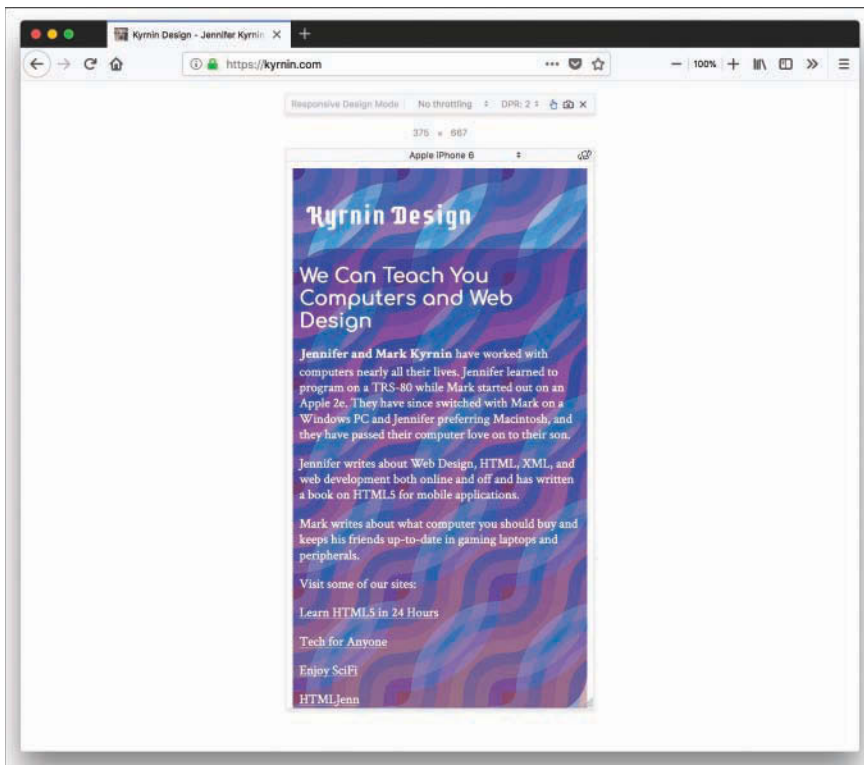 Kyrnin Design - Jennifer Kyrnin
https://kyrnin.com
100%
Responsive Design Mode No throttling DPR: 2
375 × 667
Apple iPhone 6
Kyrnin Design
We Can Teach You
Computers and Web
Design
Jennifer and Mark Kyrnin have worked with
computers nearly all their lives. Jennifer learned to
program on a TRS-80 while Mark started out on an
Apple 2e. They have since switched with Mark on a
Windows PC and Jennifer preferring Macintosh, and
they have passed their computer love on to their son.
Jennifer writes about Web Design, HTML, XML, and
web development both online and off and has written
a book on HTML5 for mobile applications.
Mark writes about what computer you should buy and
keeps his friends up-to-date in gaming laptops and
peripherals.
Visit some of our sites:
Learn HTML5 in 24 Hours
Tech for Anyone
Enjoy SciFi
HTMLJenn